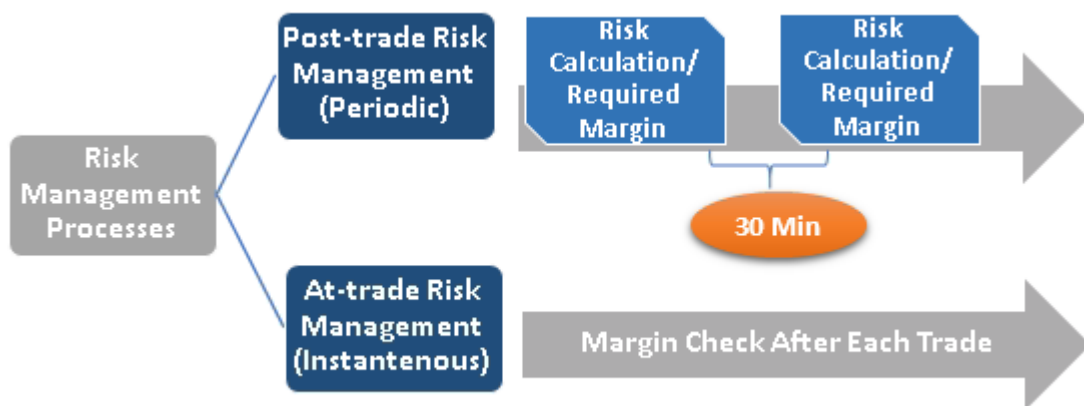 Risk
Management
Processes
Post-trade Risk
Management
(Periodic)
Risk
Calculation/
Required
Margin
Risk
Calculation/
Required
Margin
30 Min
At-trade Risk
Management
(Instantenous)
Margin Check After Each Trade